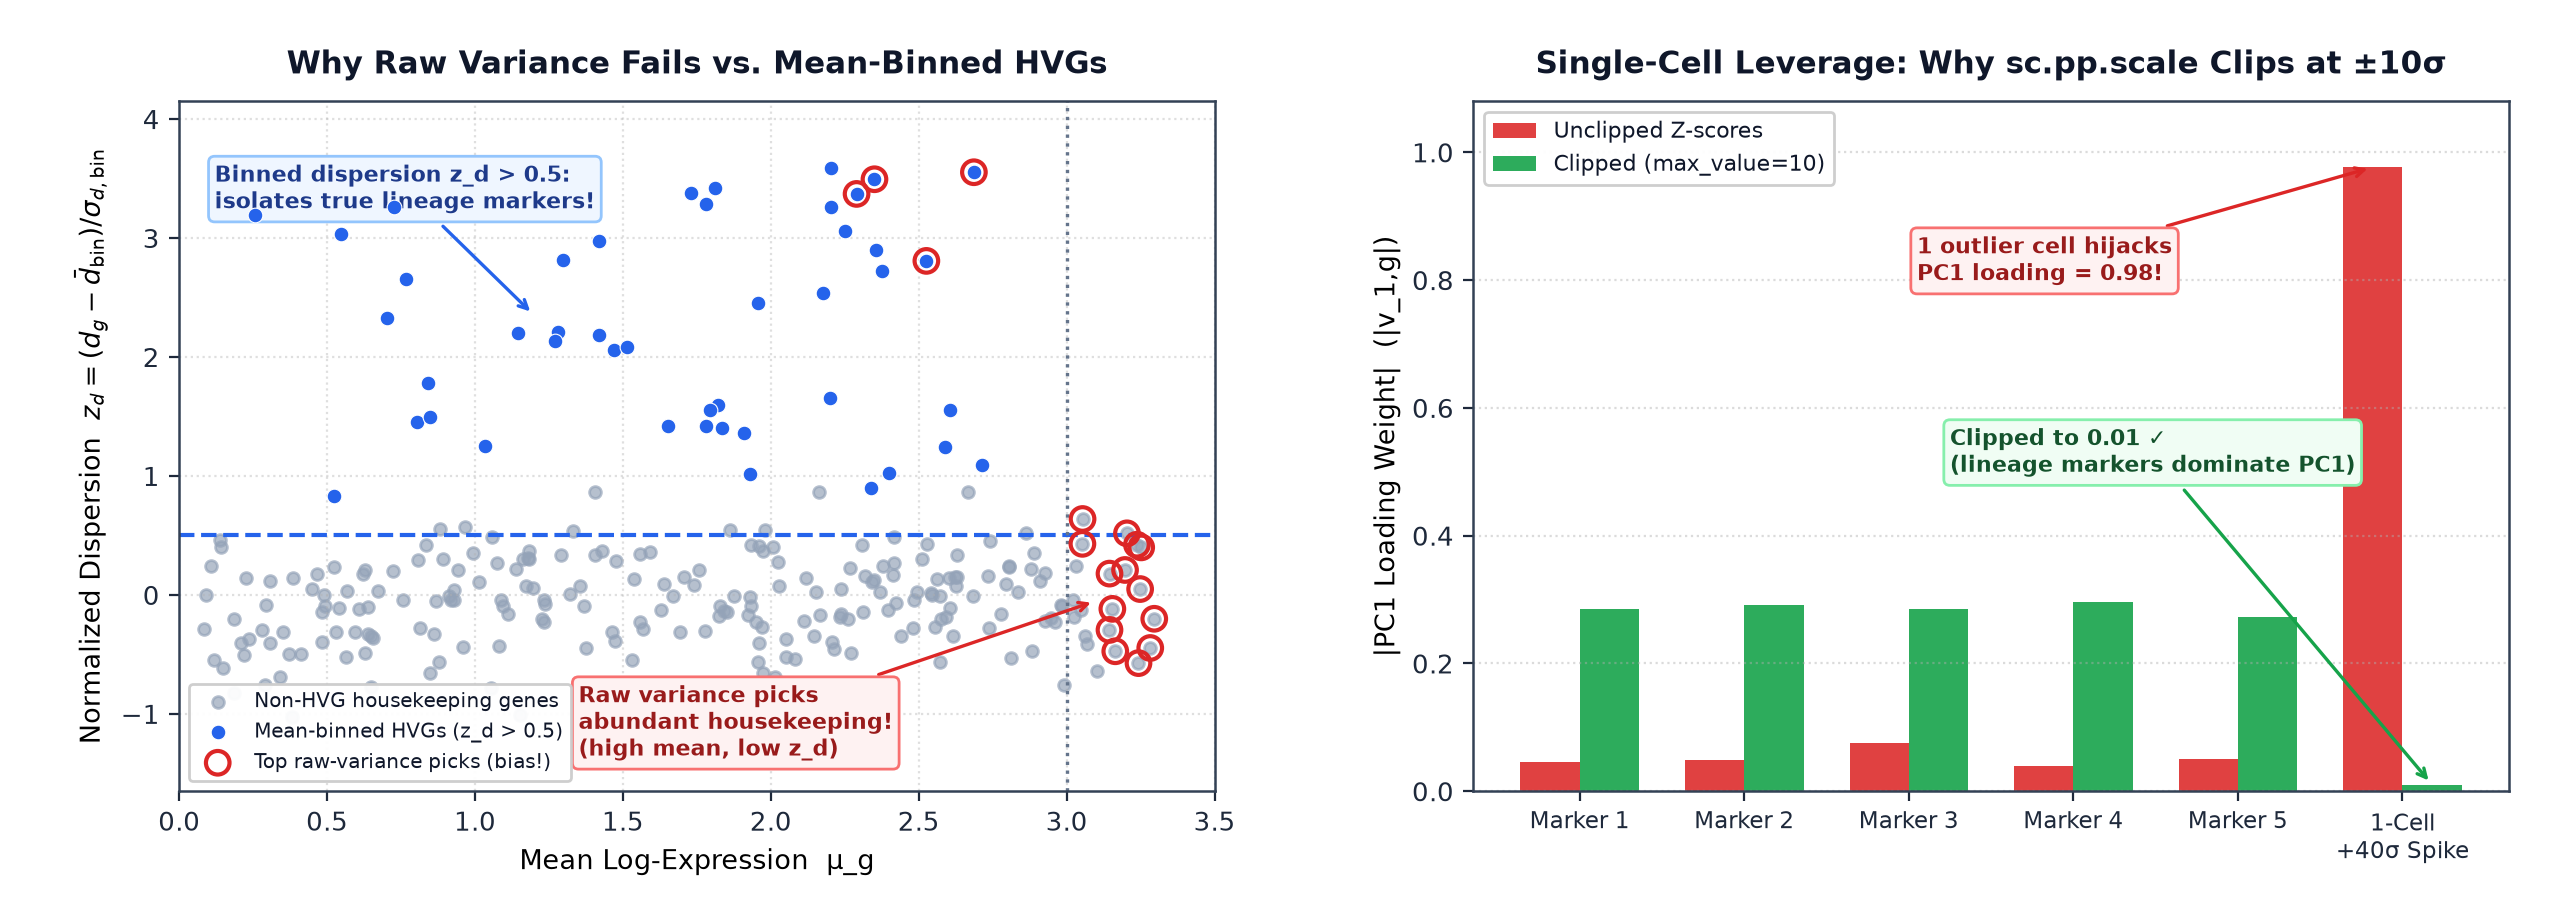 Why Raw Variance Fails vs. Mean-Binned HVGs
Normalized Dispersion z_d = (d_g − d̄_bin)/σ_d,bin
4
3
2
1
0
−1
Binned dispersion z_d > 0.5:
isolates true lineage markers!
Non-HVG housekeeping genes
Mean-binned HVGs (z_d > 0.5)
Top raw-variance picks (bias!)
Raw variance picks
abundant housekeeping!
(high mean, low z_d)
0.0 0.5 1.0 1.5 2.0 2.5 3.0 3.5
Mean Log-Expression μ_g
Single-Cell Leverage: Why sc.pp.scale Clips at ±10σ
|PC1 Loading Weight| (|v_1,g|)
1.0
0.8
0.6
0.4
0.2
0.0
Unclipped Z-scores
Clipped (max_value=10)
1 outlier cell hijacks
PC1 loading = 0.98!
Clipped to 0.01 ✓
(lineage markers dominate PC1)
Marker 1 Marker 2 Marker 3 Marker 4 Marker 5 1-Cell
+40σ Spike